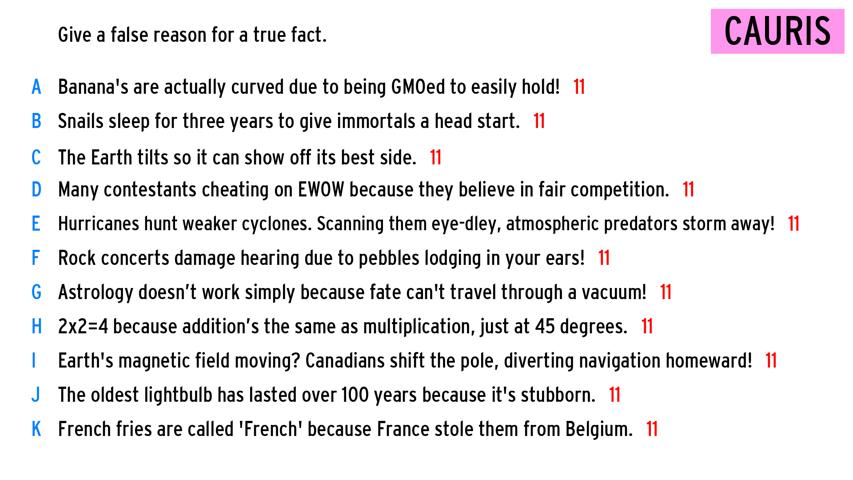 Give a false reason for a true fact.
CAURIS
A Banana's are actually curved due to being GMOed to easily hold! 11
B Snails sleep for three years to give immortals a head start. 11
C The Earth tilts so it can show off its best side. 11
D Many contestants cheating on EWOW because they believe in fair competition. 11
E Hurricanes hunt weaker cyclones. Scanning them eye-dley, atmospheric predators storm away! 11
F Rock concerts damage hearing due to pebbles lodging in your ears! 11
G Astrology doesn’t work simply because fate can't travel through a vacuum! 11
H 2x2=4 because addition’s the same as multiplication, just at 45 degrees. 11
I Earth's magnetic field moving? Canadians shift the pole, diverting navigation homeward! 11
J The oldest lightbulb has lasted over 100 years because it's stubborn. 11
K French fries are called 'French' because France stole them from Belgium. 11